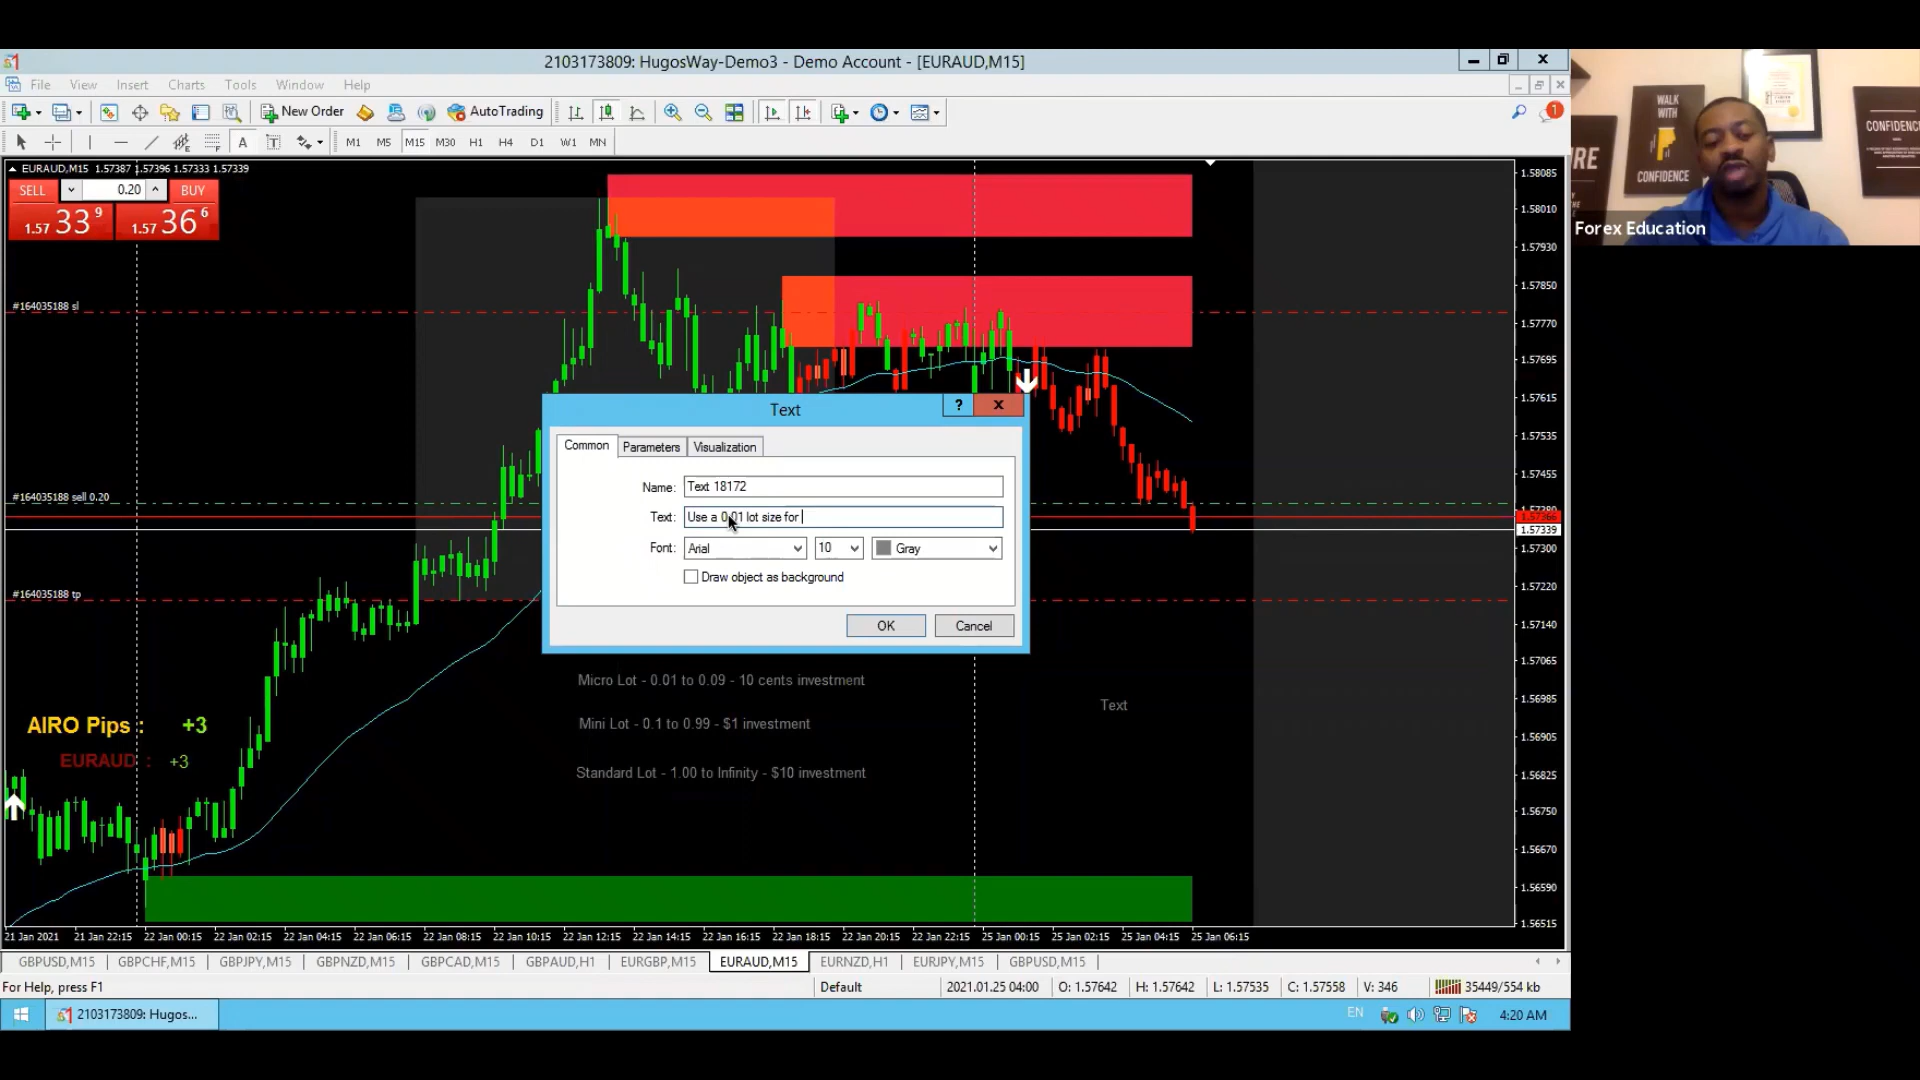 2103173809: HugosWay-Demo3 - Demo Account - [EURAUD,M15]
File View Insert Charts Tools Window Help
New Order AutoTrading 1
A T M1 M5 M15 M30 H1 H4 D1 W1 MN
EURAUD,M15 1.57387 1.57396 1.57333 1.57339
SELL 0.20 BUY
1.57 33 9 1.57 36 6
WALK
WITH
CONFIDENCE
CONFIDENCE
Forex Education
#164035188 sl
#164035188 sell 0.20
#164035188 tp
Text
Common Parameters Visualization
Name: Text 18172
Text: Use a 0.01 lot size for
Font: Arial 10 Gray
Draw object as background
OK Cancel
Micro Lot - 0.01 to 0.09 - 10 cents investment
Mini Lot - 0.1 to 0.99 - $1 investment
Standard Lot - 1.00 to Infinity - $10 investment
Text
AIRO Pips : +3
EURAUD : +3
1.58085
1.58010
1.57930
1.57850
1.57770
1.57695
1.57615
1.57535
1.57455
1.57380
1.57366
1.57339
1.57300
1.57220
1.57140
1.57065
1.56985
1.56905
1.56825
1.56750
1.56670
1.56590
1.56515
21 Jan 2021 21 Jan 22:15 22 Jan 00:15 22 Jan 02:15 22 Jan 04:15 22 Jan 06:15 22 Jan 08:15 22 Jan 10:15 22 Jan 12:15 22 Jan 14:15 22 Jan 16:15 22 Jan 18:15 22 Jan 20:15 22 Jan 22:15 25 Jan 00:15 25 Jan 02:15 25 Jan 04:15 25 Jan 06:15
GBPUSD,M15 GBPCHF,M15 GBPJPY,M15 GBPNZD,M15 GBPCAD,M15 GBPAUD,H1 EURGBP,M15 EURAUD,M15 EURNZD,H1 EURJPY,M15 GBPUSD,M15
For Help, press F1 Default 2021.01.25 04:00 O: 1.57642 H: 1.57642 L: 1.57535 C: 1.57558 V: 346 35449/554 kb
2103173809: Hugos... EN 4:20 AM